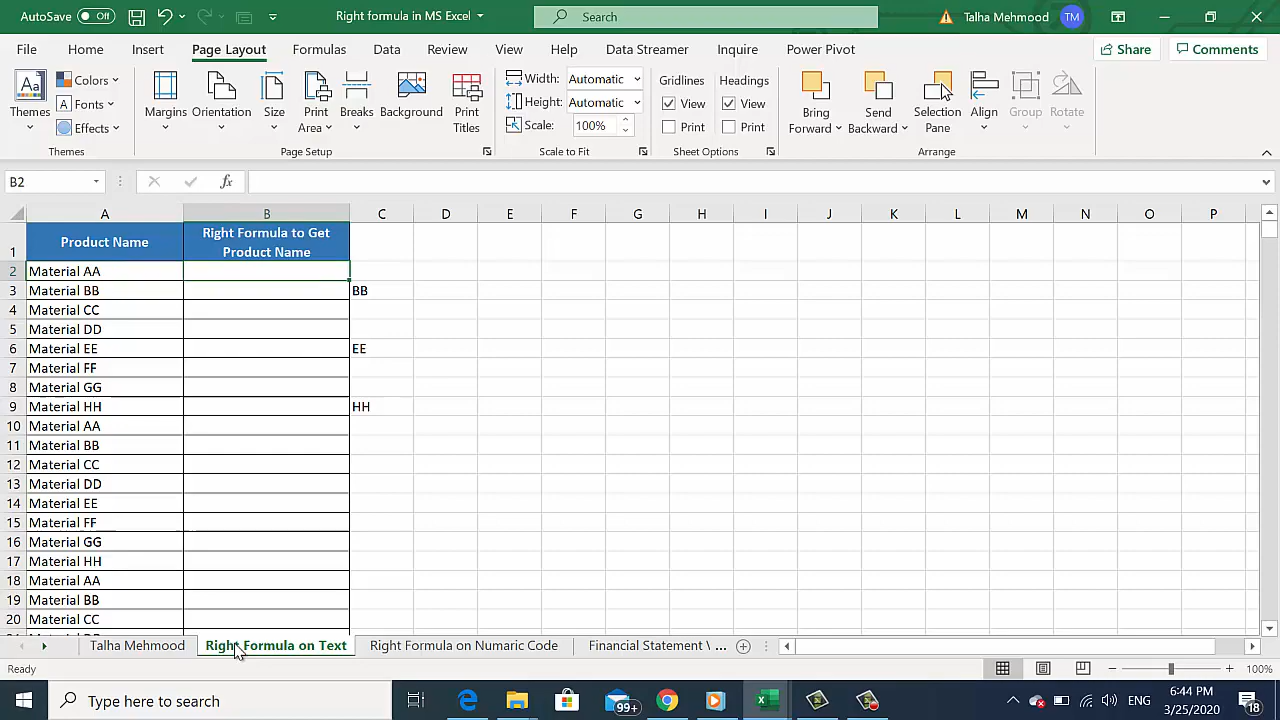 AutoSave Off Right formula in MS Excel Search Talha Mehmood TM
File Home Insert Page Layout Formulas Data Review View Help Data Streamer Inquire Power Pivot Share Comments
Themes Colors Fonts Effects
Margins Orientation Size Print Area Breaks Background Print Titles
Width: Automatic
Height: Automatic
Scale: 100%
Gridlines Headings
View View
Print Print
Bring Forward Send Backward Selection Pane Align Group Rotate
Themes Page Setup Scale to Fit Sheet Options Arrange
B2 fx
A B C D E F G H I J K L M N O P
1 Product Name Right Formula to Get Product Name
2 Material AA
3 Material BB BB
4 Material CC
5 Material DD
6 Material EE EE
7 Material FF
8 Material GG
9 Material HH HH
10 Material AA
11 Material BB
12 Material CC
13 Material DD
14 Material EE
15 Material FF
16 Material GG
17 Material HH
18 Material AA
19 Material BB
20 Material CC
Talha Mehmood Right Formula on Text Right Formula on Numaric Code Financial Statement ...
Ready 100%
Type here to search 99+ ENG 6:44 PM 3/25/2020 18